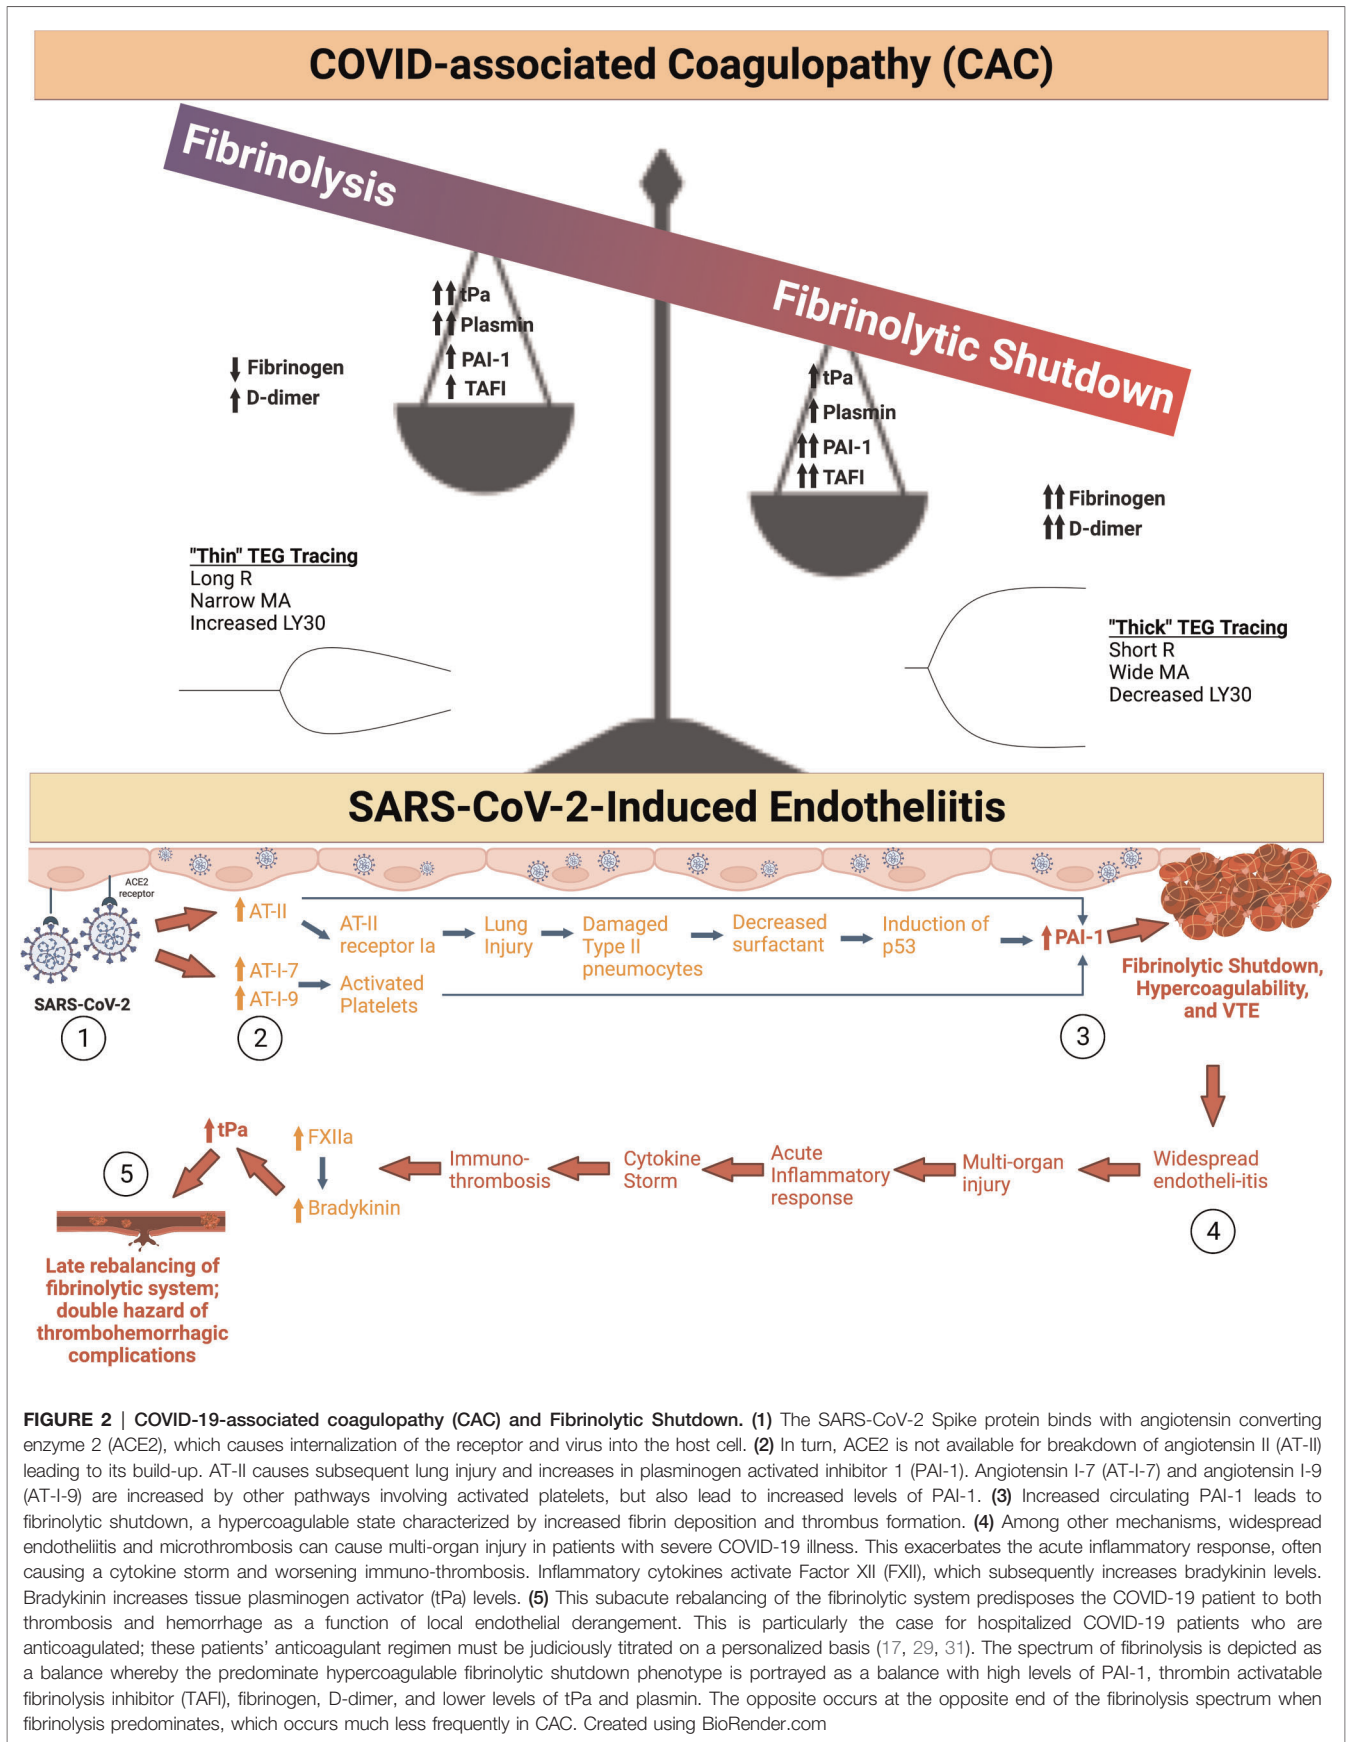 COVID-associated Coagulopathy (CAC)
Fibrinolysis
Fibrinolytic Shutdown
↑↑ tPa
↑↑ Plasmin
↑ PAI-1
↑ TAFI
↓ Fibrinogen
↑ D-dimer
↑ tPa
↑ Plasmin
↑↑ PAI-1
↑↑ TAFI
↑↑ Fibrinogen
↑↑ D-dimer
"Thin" TEG Tracing
Long R
Narrow MA
Increased LY30
"Thick" TEG Tracing
Short R
Wide MA
Decreased LY30
SARS-CoV-2-Induced Endotheliitis
ACE2
receptor
SARS-CoV-2
1
↑ AT-II
↑ AT-I-7
↑ AT-I-9
2
AT-II
receptor Ia
Activated
Platelets
Lung
Injury
Damaged
Type II
pneumocytes
Decreased
surfactant
Induction of
p53
↑ PAI-1
3
Fibrinolytic Shutdown,
Hypercoagulability,
and VTE
Widespread
endotheli-itis
4
Multi-organ
injury
Acute
Inflammatory
response
Cytokine
Storm
Immuno-
thrombosis
↑ FXIIa
↑ Bradykinin
↑ tPa
5
Late rebalancing of
fibrinolytic system;
double hazard of
thrombohemorrhagic
complications
FIGURE 2 | COVID-19-associated coagulopathy (CAC) and Fibrinolytic Shutdown. (1) The SARS-CoV-2 Spike protein binds with angiotensin converting
enzyme 2 (ACE2), which causes internalization of the receptor and virus into the host cell. (2) In turn, ACE2 is not available for breakdown of angiotensin II (AT-II)
leading to its build-up. AT-II causes subsequent lung injury and increases in plasminogen activated inhibitor 1 (PAI-1). Angiotensin I-7 (AT-I-7) and angiotensin I-9
(AT-I-9) are increased by other pathways involving activated platelets, but also lead to increased levels of PAI-1. (3) Increased circulating PAI-1 leads to
fibrinolytic shutdown, a hypercoagulable state characterized by increased fibrin deposition and thrombus formation. (4) Among other mechanisms, widespread
endotheliitis and microthrombosis can cause multi-organ injury in patients with severe COVID-19 illness. This exacerbates the acute inflammatory response, often
causing a cytokine storm and worsening immuno-thrombosis. Inflammatory cytokines activate Factor XII (FXII), which subsequently increases bradykinin levels.
Bradykinin increases tissue plasminogen activator (tPa) levels. (5) This subacute rebalancing of the fibrinolytic system predisposes the COVID-19 patient to both
thrombosis and hemorrhage as a function of local endothelial derangement. This is particularly the case for hospitalized COVID-19 patients who are
anticoagulated; these patients' anticoagulant regimen must be judiciously titrated on a personalized basis (17, 29, 31). The spectrum of fibrinolysis is depicted as
a balance whereby the predominate hypercoagulable fibrinolytic shutdown phenotype is portrayed as a balance with high levels of PAI-1, thrombin activatable
fibrinolysis inhibitor (TAFI), fibrinogen, D-dimer, and lower levels of tPa and plasmin. The opposite occurs at the opposite end of the fibrinolysis spectrum when
fibrinolysis predominates, which occurs much less frequently in CAC. Created using BioRender.com